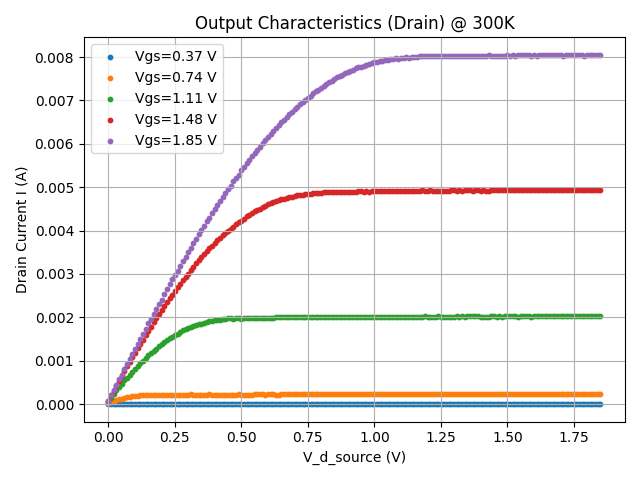 Output Characteristics (Drain) @ 300K
Vgs=0.37 V
Vgs=0.74 V
Vgs=1.11 V
Vgs=1.48 V
Vgs=1.85 V
Drain Current I (A)
0.008
0.007
0.006
0.005
0.004
0.003
0.002
0.001
0.000
0.00 0.25 0.50 0.75 1.00 1.25 1.50 1.75
V_d_source (V)